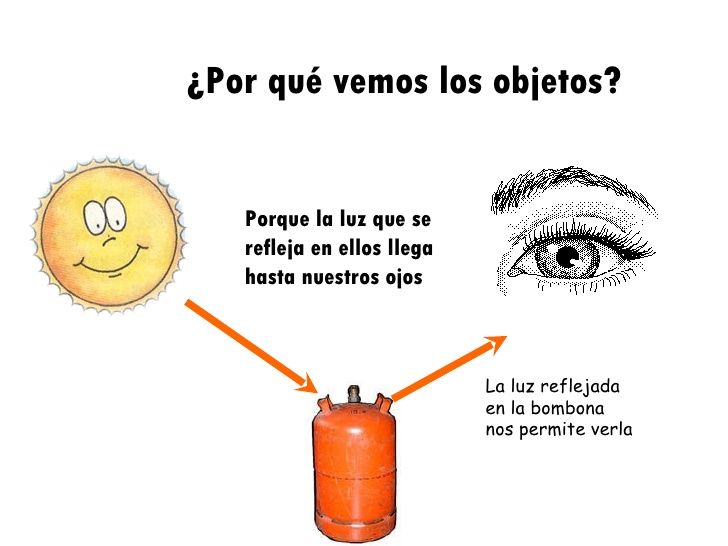 ¿Por qué vemos los objetos?
Porque la luz que se
refleja en ellos llega
hasta nuestros ojos
La luz reflejada
en la bombona
nos permite verla